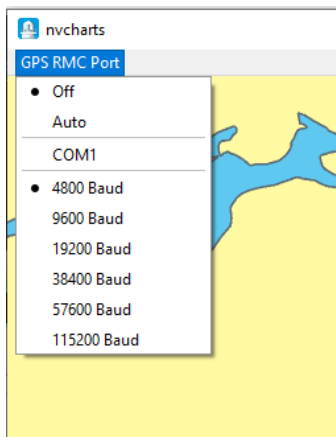 nvcharts
GPS RMC Port
Off
Auto
COM1
4800 Baud
9600 Baud
19200 Baud
38400 Baud
57600 Baud
115200 Baud